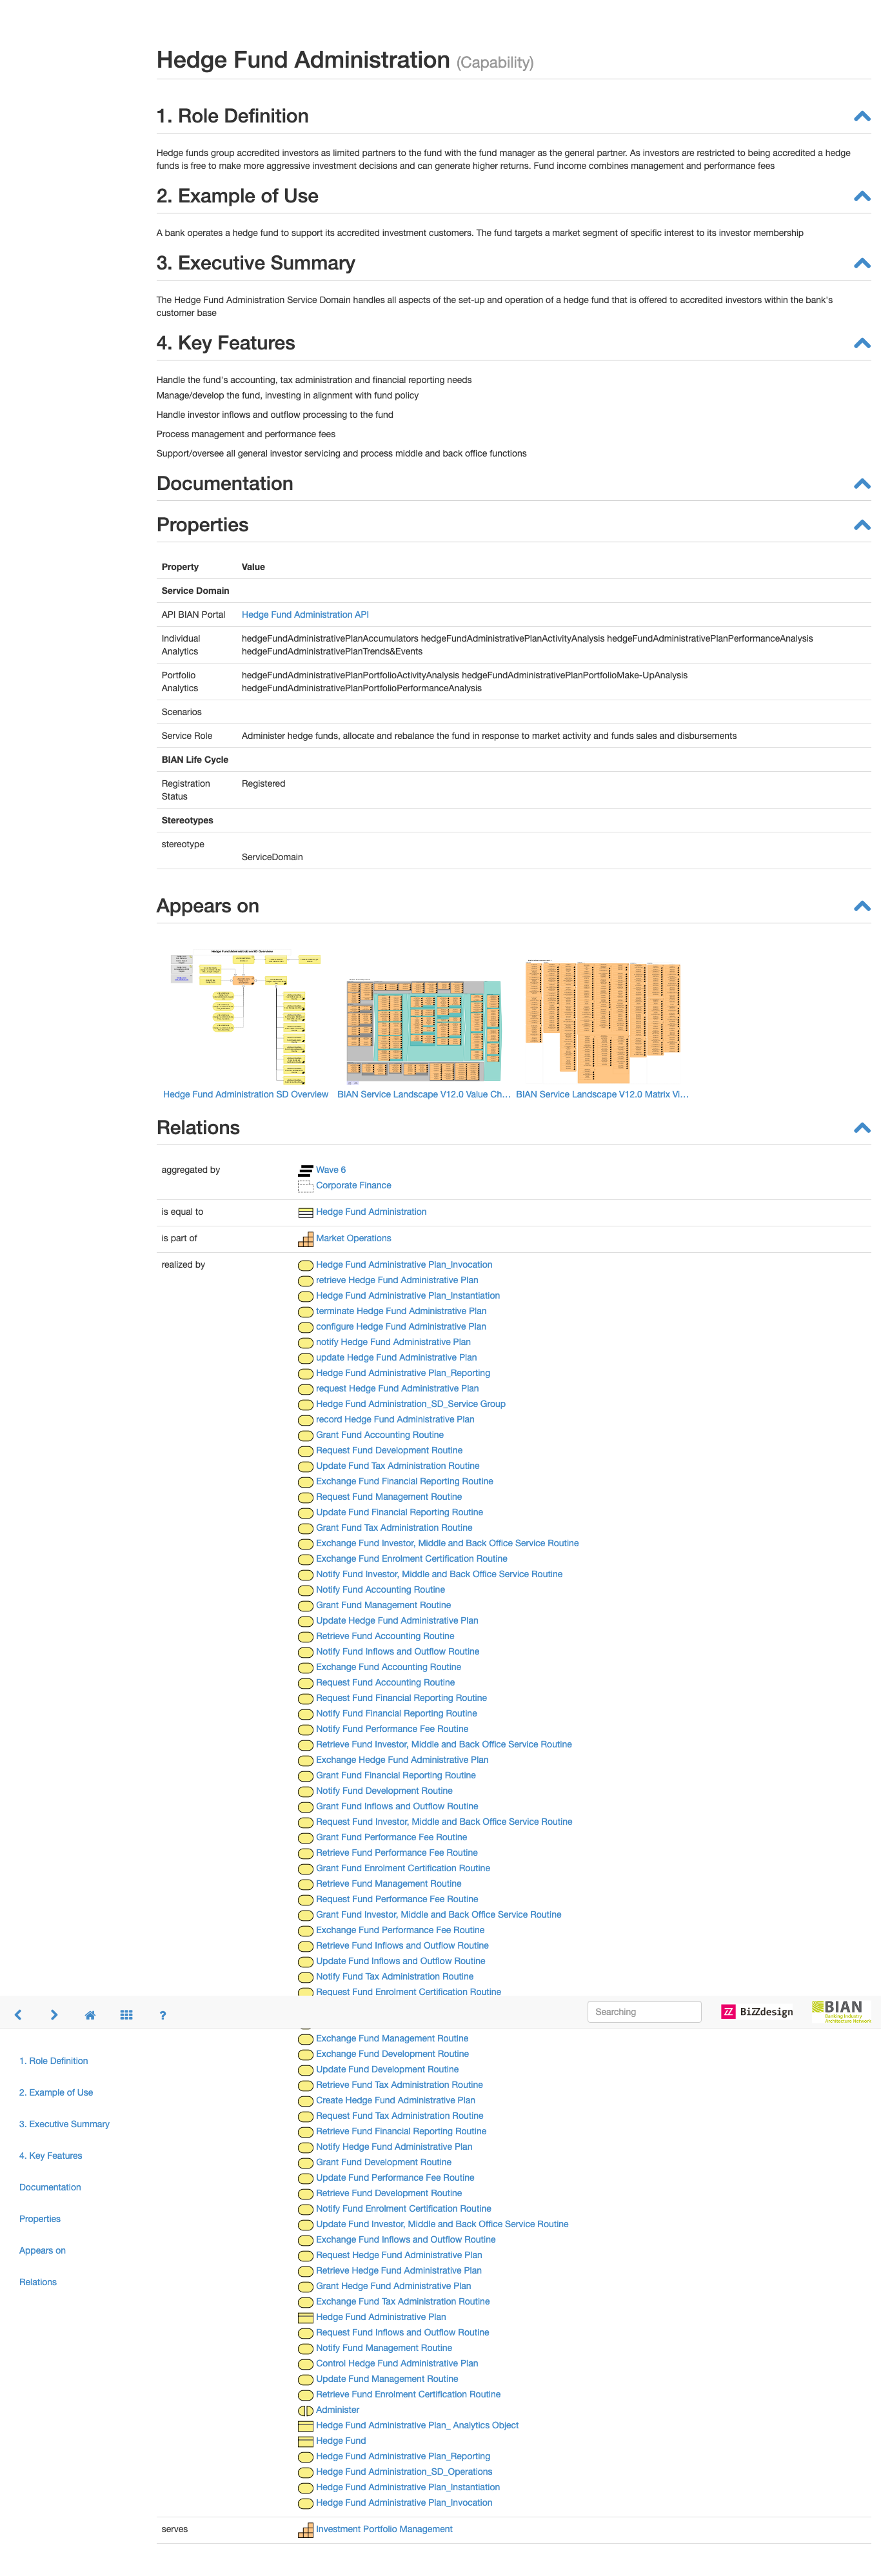 Hedge Fund Administration (Capability)
1. Role Definition
Hedge funds group accredited investors as limited partners to the fund with the fund manager as the general partner. As investors are restricted to being accredited a hedge
funds is free to make more aggressive investment decisions and can generate higher returns. Fund income combines management and performance fees
2. Example of Use
A bank operates a hedge fund to support its accredited investment customers. The fund targets a market segment of specific interest to its investor membership
3. Executive Summary
The Hedge Fund Administration Service Domain handles all aspects of the set-up and operation of a hedge fund that is offered to accredited investors within the bank's
customer base
4. Key Features
Handle the fund's accounting, tax administration and financial reporting needs
Manage/develop the fund, investing in alignment with fund policy
Handle investor inflows and outflow processing to the fund
Process management and performance fees
Support/oversee all general investor servicing and process middle and back office functions
Documentation
Properties
Property Value
Service Domain
API BIAN Portal Hedge Fund Administration API
Individual Analytics hedgeFundAdministrativePlanAccumulators hedgeFundAdministrativePlanActivityAnalysis hedgeFundAdministrativePlanPerformanceAnalysis
hedgeFundAdministrativePlanTrends&Events
Portfolio Analytics hedgeFundAdministrativePlanPortfolioActivityAnalysis hedgeFundAdministrativePlanPortfolioMake-UpAnalysis
hedgeFundAdministrativePlanPortfolioPerformanceAnalysis
Scenarios
Service Role Administer hedge funds, allocate and rebalance the fund in response to market activity and funds sales and disbursements
BIAN Life Cycle
Registration Status Registered
Stereotypes
stereotype
ServiceDomain
Appears on
Hedge Fund Administration SD Overview
Hedge Fund Administration SD Overview BIAN Service Landscape V12.0 Value Ch... BIAN Service Landscape V12.0 Matrix Vi...
Relations
aggregated by Wave 6
Corporate Finance
is equal to Hedge Fund Administration
is part of Market Operations
realized by Hedge Fund Administrative Plan_Invocation
retrieve Hedge Fund Administrative Plan
Hedge Fund Administrative Plan_Instantiation
terminate Hedge Fund Administrative Plan
configure Hedge Fund Administrative Plan
notify Hedge Fund Administrative Plan
update Hedge Fund Administrative Plan
Hedge Fund Administrative Plan_Reporting
request Hedge Fund Administrative Plan
Hedge Fund Administration_SD_Service Group
record Hedge Fund Administrative Plan
Grant Fund Accounting Routine
Request Fund Development Routine
Update Fund Tax Administration Routine
Exchange Fund Financial Reporting Routine
Request Fund Management Routine
Update Fund Financial Reporting Routine
Grant Fund Tax Administration Routine
Exchange Fund Investor, Middle and Back Office Service Routine
Exchange Fund Enrolment Certification Routine
Notify Fund Investor, Middle and Back Office Service Routine
Notify Fund Accounting Routine
Grant Fund Management Routine
Update Hedge Fund Administrative Plan
Retrieve Fund Accounting Routine
Notify Fund Inflows and Outflow Routine
Exchange Fund Accounting Routine
Request Fund Accounting Routine
Request Fund Financial Reporting Routine
Notify Fund Financial Reporting Routine
Notify Fund Performance Fee Routine
Retrieve Fund Investor, Middle and Back Office Service Routine
Exchange Hedge Fund Administrative Plan
Grant Fund Financial Reporting Routine
Notify Fund Development Routine
Grant Fund Inflows and Outflow Routine
Request Fund Investor, Middle and Back Office Service Routine
Grant Fund Performance Fee Routine
Retrieve Fund Performance Fee Routine
Grant Fund Enrolment Certification Routine
Retrieve Fund Management Routine
Request Fund Performance Fee Routine
Grant Fund Investor, Middle and Back Office Service Routine
Exchange Fund Performance Fee Routine
Retrieve Fund Inflows and Outflow Routine
Update Fund Inflows and Outflow Routine
Notify Fund Tax Administration Routine
Request Fund Enrolment Certification Routine
? Searching BiZZdesign BIAN
Banking Industry
Architecture Network
Exchange Fund Management Routine
Exchange Fund Development Routine
Update Fund Development Routine
Retrieve Fund Tax Administration Routine
Create Hedge Fund Administrative Plan
Request Fund Tax Administration Routine
Retrieve Fund Financial Reporting Routine
Notify Hedge Fund Administrative Plan
Grant Fund Development Routine
Update Fund Performance Fee Routine
Retrieve Fund Development Routine
Notify Fund Enrolment Certification Routine
Update Fund Investor, Middle and Back Office Service Routine
Exchange Fund Inflows and Outflow Routine
Request Hedge Fund Administrative Plan
Retrieve Hedge Fund Administrative Plan
Grant Hedge Fund Administrative Plan
Exchange Fund Tax Administration Routine
Hedge Fund Administrative Plan
Request Fund Inflows and Outflow Routine
Notify Fund Management Routine
Control Hedge Fund Administrative Plan
Update Fund Management Routine
Retrieve Fund Enrolment Certification Routine
Administer
Hedge Fund Administrative Plan_ Analytics Object
Hedge Fund
Hedge Fund Administrative Plan_Reporting
Hedge Fund Administration_SD_Operations
Hedge Fund Administrative Plan_Instantiation
Hedge Fund Administrative Plan_Invocation
serves Investment Portfolio Management
1. Role Definition
2. Example of Use
3. Executive Summary
4. Key Features
Documentation
Properties
Appears on
Relations